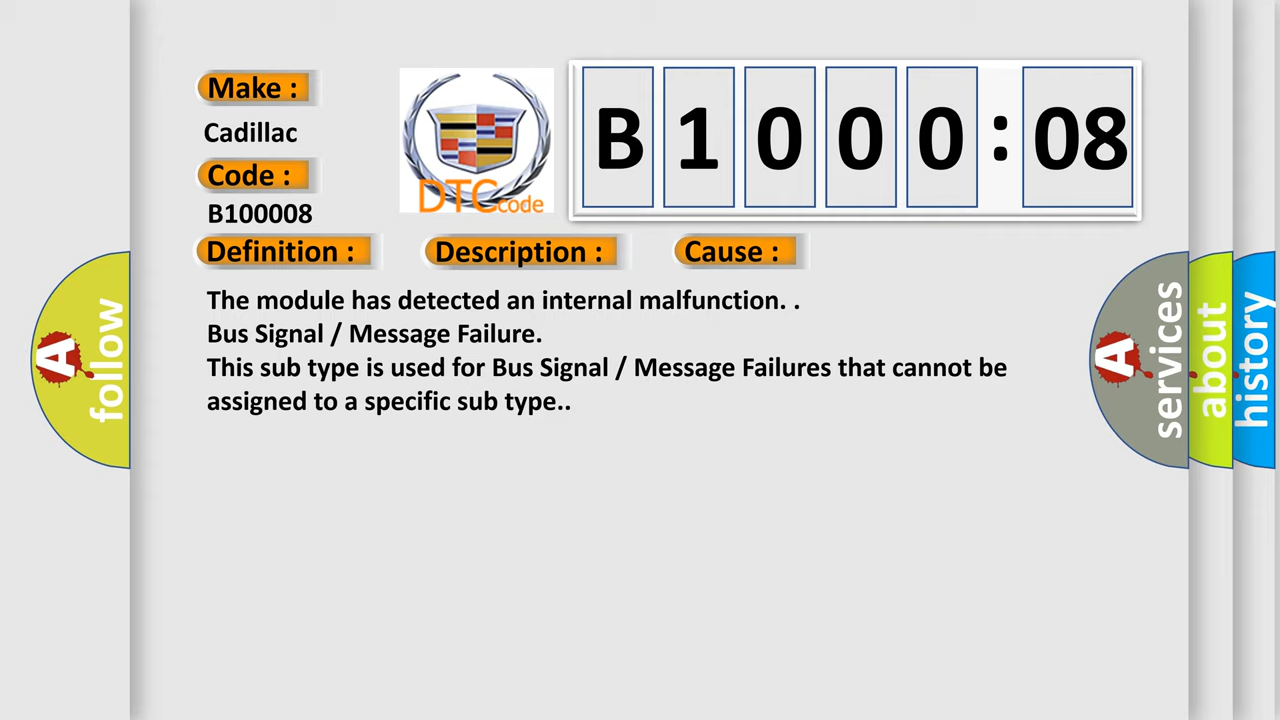 Make :
Cadillac
Code :
B100008
DTC code
B 1 0 0 0 : 08
Definition :
Description :
Cause :
The module has detected an internal malfunction. .
Bus Signal / Message Failure.
This sub type is used for Bus Signal / Message Failures that cannot be
assigned to a specific sub type..
A follow
A services
about
history